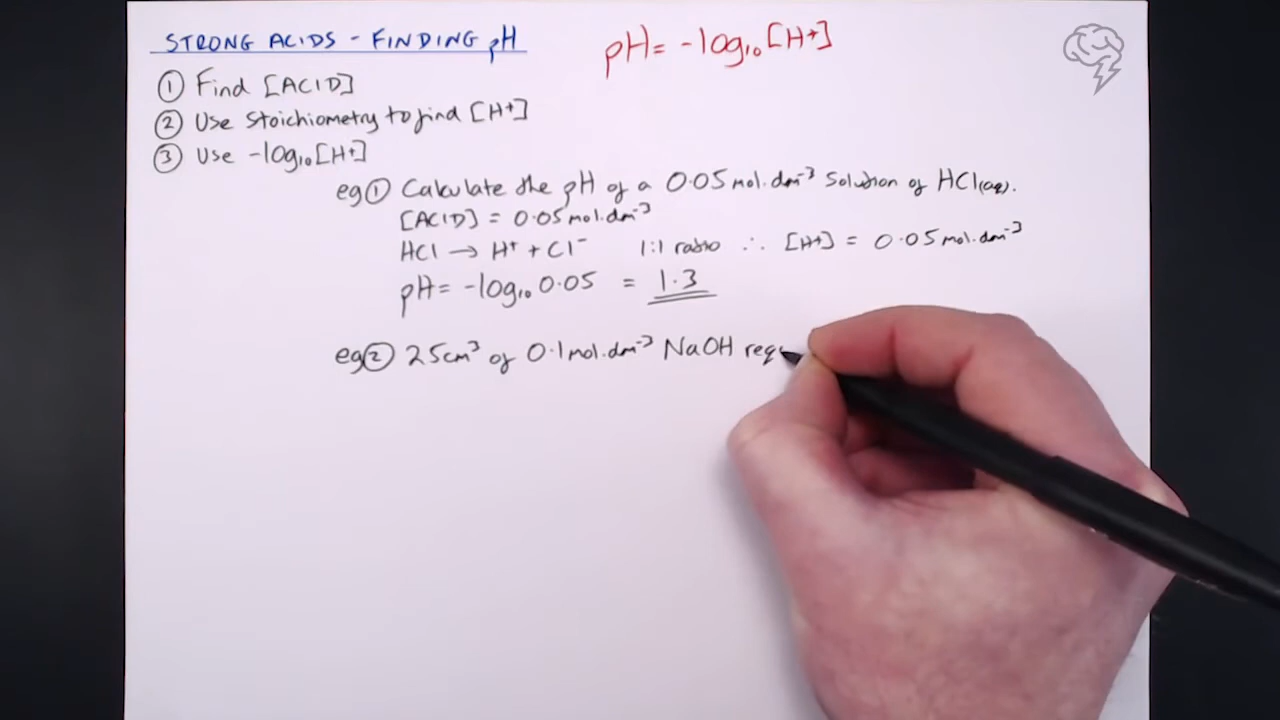 STRONG ACIDS - FINDING pH
pH = -log₁₀[H⁺]
① Find [ACID]
② Use Stoichiometry to find [H⁺]
③ Use -log₁₀[H⁺]
eg① Calculate the pH of a 0.05 mol.dm⁻³ Solution of HCl(aq).
[ACID] = 0.05 mol.dm⁻³
HCl → H⁺ + Cl⁻ 1:1 ratio ∴ [H⁺] = 0.05 mol.dm⁻³
pH = -log₁₀ 0.05 = 1.3
eg② 25cm³ of 0.1 mol.dm⁻³ NaOH